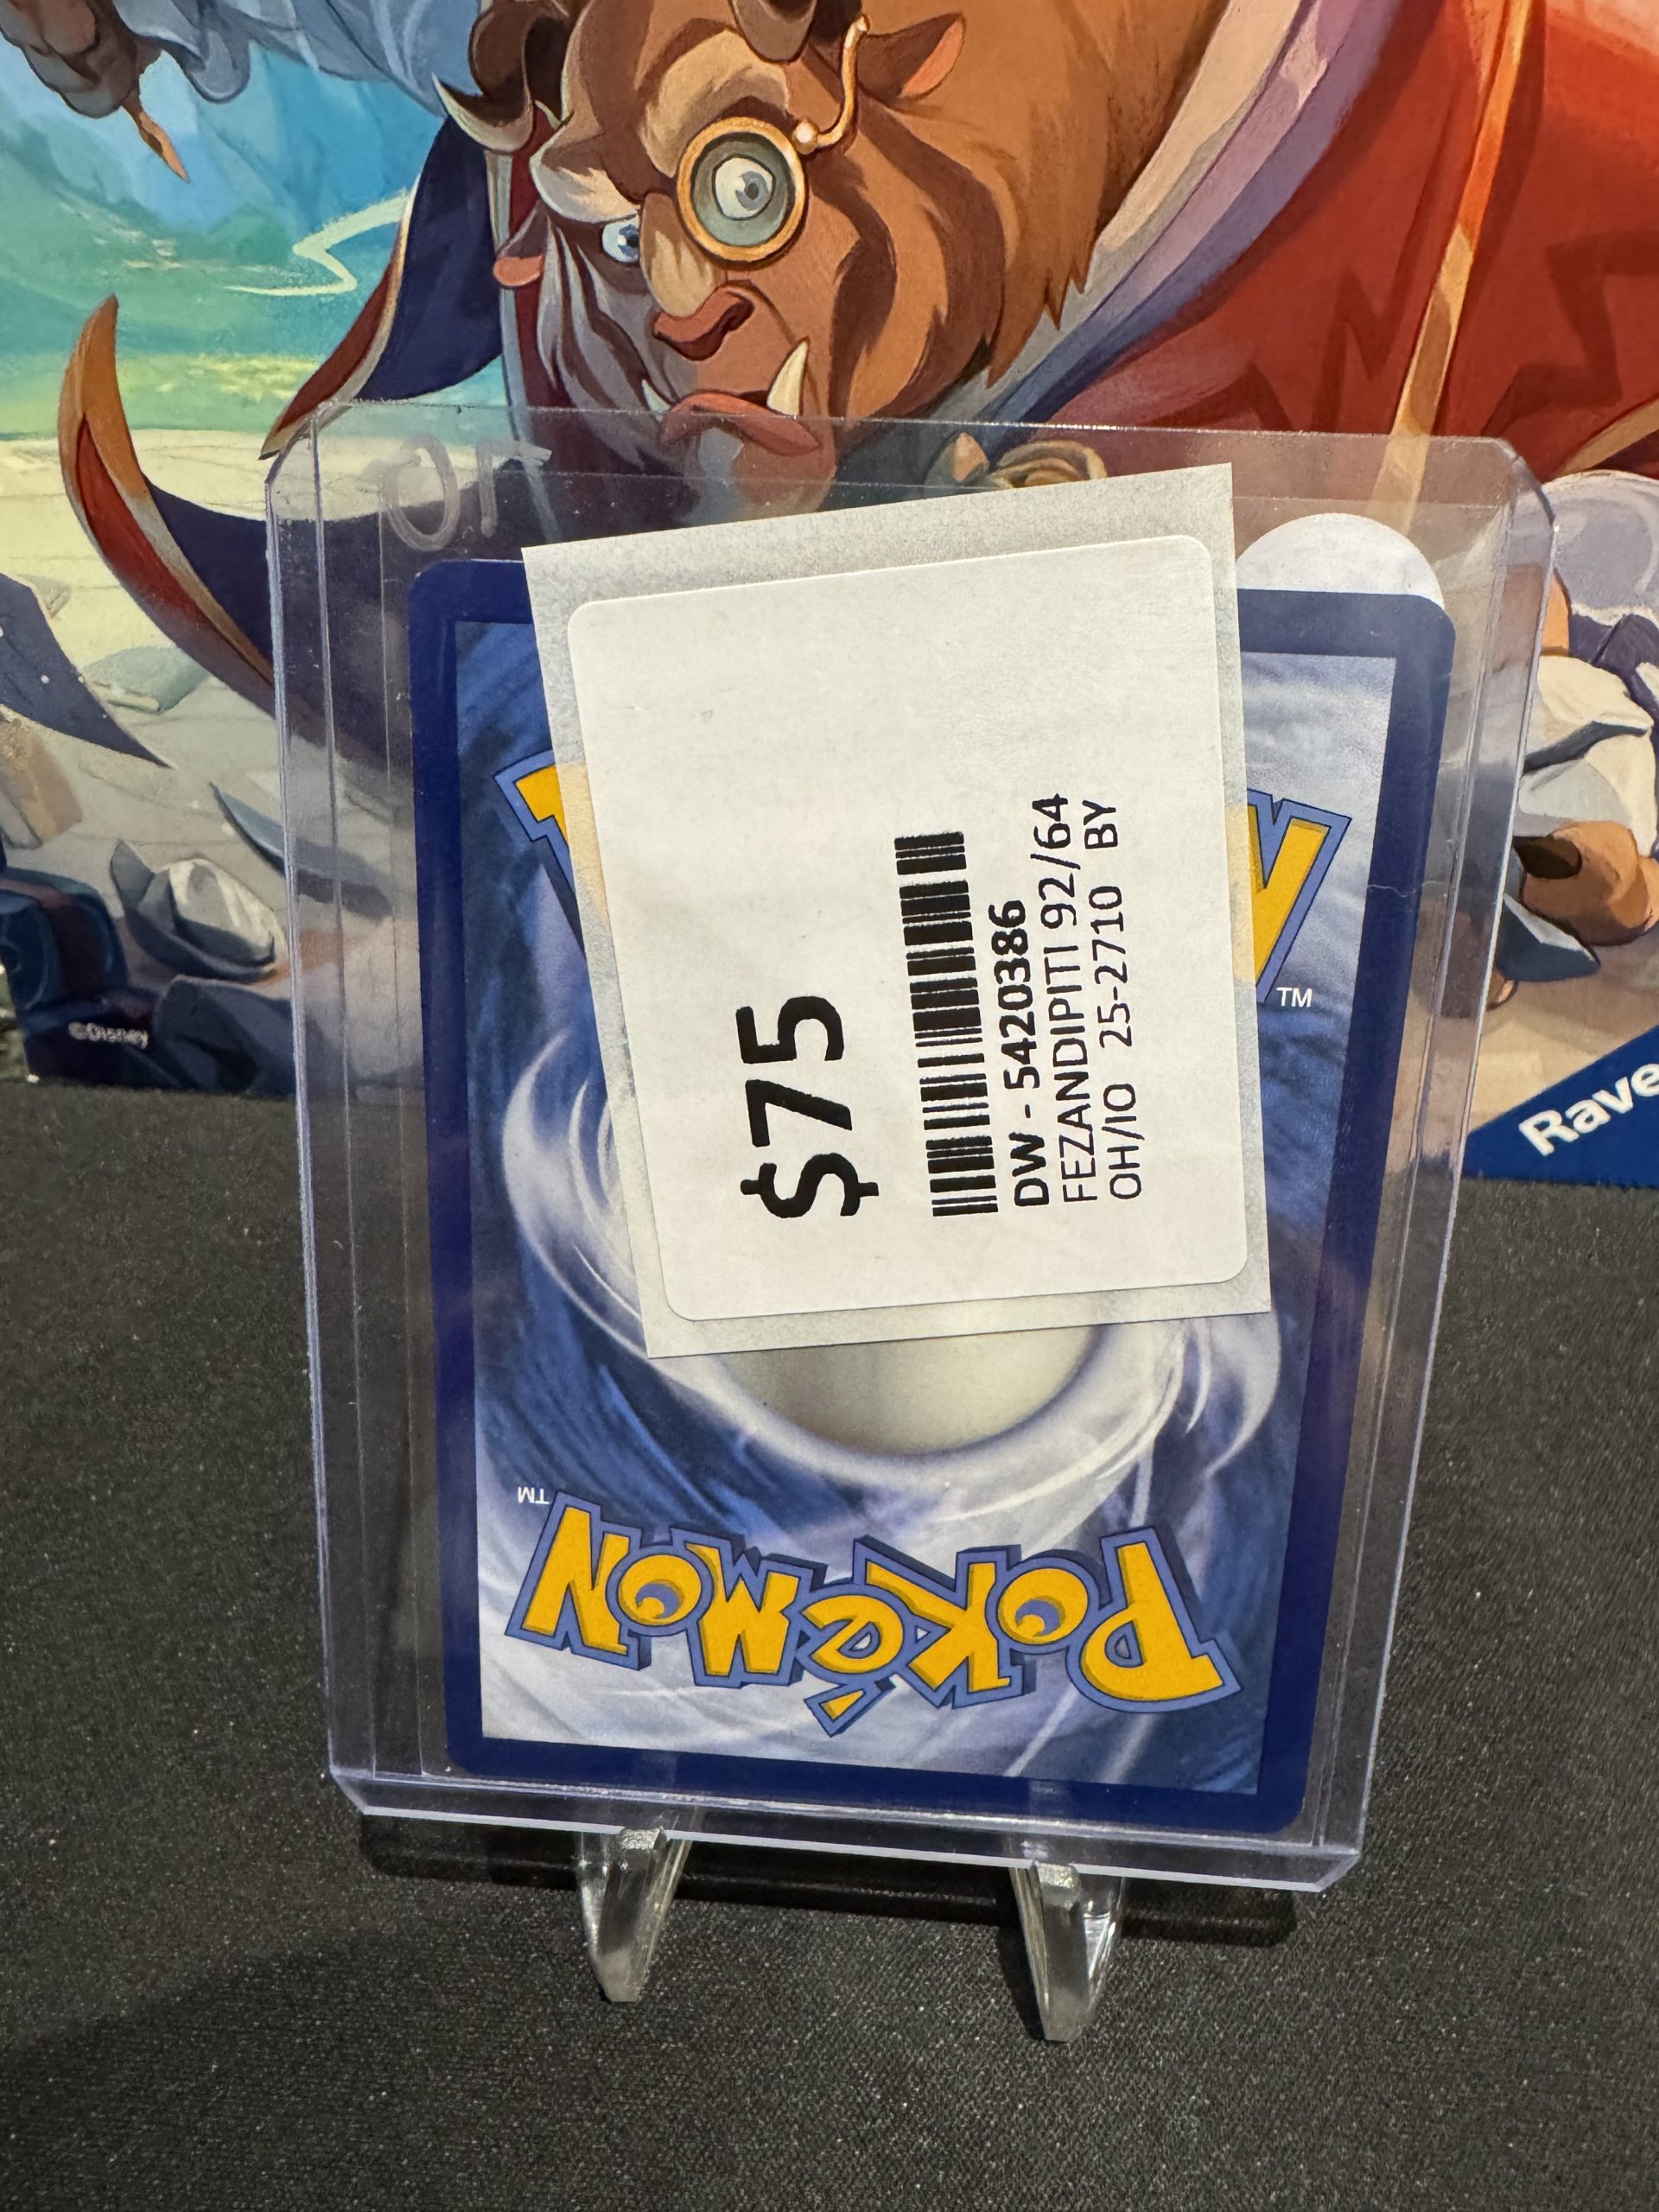 ©Disney
Rave
$75
DW - 5420386
FEZANDIPITI 92/64
OH/IO 25-2710 BY
TM
TM
POKéMON